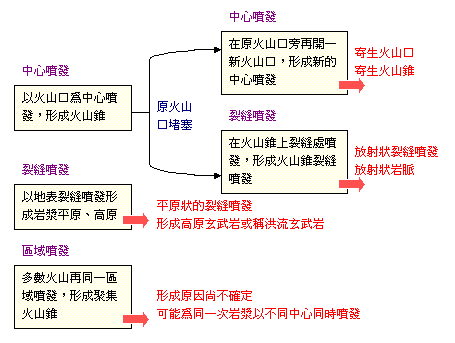 中心噴發
在原火山口旁再開一
新火山口，形成新的
中心噴發
寄生火山口
寄生火山錐
中心噴發
以火山口爲中心噴
發，形成火山錐
原火山
口堵塞
裂縫噴發
在火山錐上裂縫處噴
發，形成火山錐裂縫
噴發
放射狀裂縫噴發
放射狀岩脈
裂縫噴發
以地表裂縫噴發形
成岩漿平原、高原
平原狀的裂縫噴發
形成高原玄武岩或稱洪流玄武岩
區域噴發
多數火山再同一區
域噴發，形成聚集
火山錐
形成原因尚不確定
可能爲同一次岩漿以不同中心同時噴發